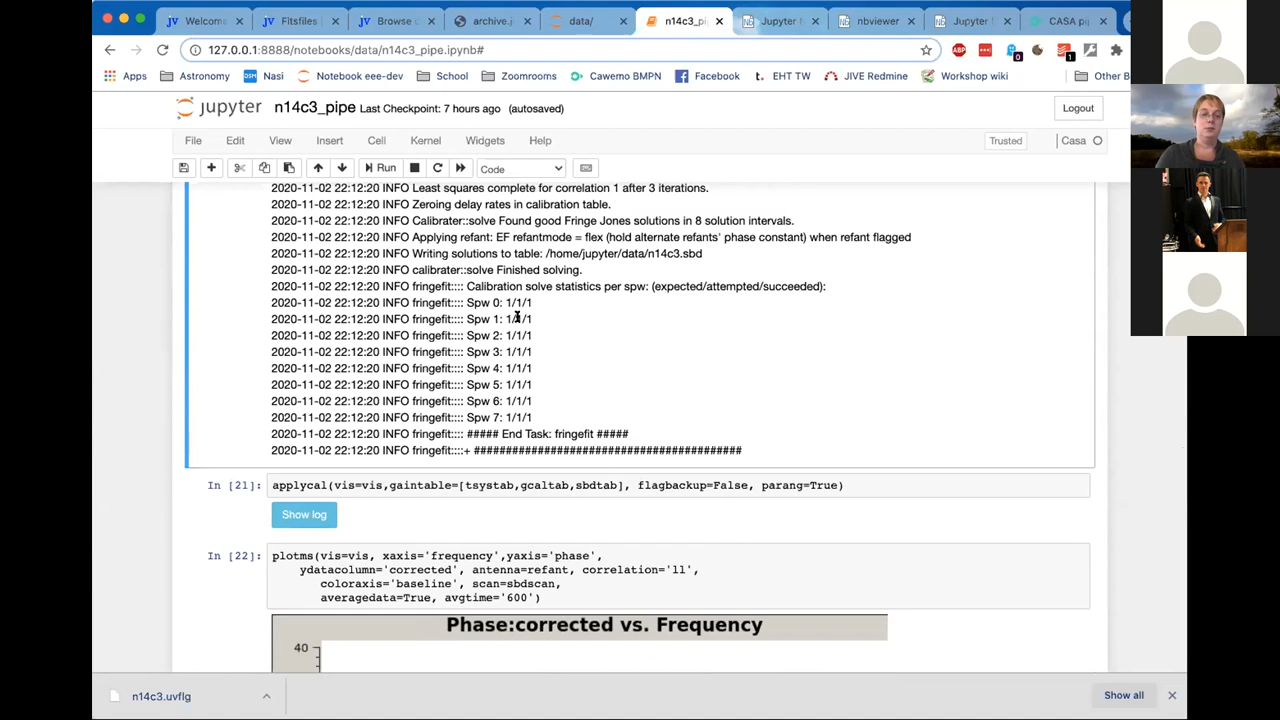 Welcom
Fitsfiles
Browse
archive.j
data/
n14c3_pi
Jupyter
nbviewer
Jupyter
CASA pi
127.0.0.1:8888/notebooks/data/n14c3_pipe.ipynb#
Apps
Astronomy
Nasi
Notebook eee-dev
School
Zoomrooms
Cawemo BMPN
Facebook
EHT TW
JIVE Redmine
Workshop wiki
Other B
jupyter n14c3_pipe Last Checkpoint: 7 hours ago (autosaved)
Logout
File Edit View Insert Cell Kernel Widgets Help
Trusted
Casa
Run
Code
2020-11-02 22:12:20 INFO Least squares complete for correlation 1 after 3 iterations.
2020-11-02 22:12:20 INFO Zeroing delay rates in calibration table.
2020-11-02 22:12:20 INFO Calibrater::solve Found good Fringe Jones solutions in 8 solution intervals.
2020-11-02 22:12:20 INFO Applying refant: EF refantmode = flex (hold alternate refants' phase constant) when refant flagged
2020-11-02 22:12:20 INFO Writing solutions to table: /home/jupyter/data/n14c3.sbd
2020-11-02 22:12:20 INFO calibrater::solve Finished solving.
2020-11-02 22:12:20 INFO fringefit:::: Calibration solve statistics per spw: (expected/attempted/succeeded):
2020-11-02 22:12:20 INFO fringefit:::: Spw 0: 1/1/1
2020-11-02 22:12:20 INFO fringefit:::: Spw 1: 1/1/1
2020-11-02 22:12:20 INFO fringefit:::: Spw 2: 1/1/1
2020-11-02 22:12:20 INFO fringefit:::: Spw 3: 1/1/1
2020-11-02 22:12:20 INFO fringefit:::: Spw 4: 1/1/1
2020-11-02 22:12:20 INFO fringefit:::: Spw 5: 1/1/1
2020-11-02 22:12:20 INFO fringefit:::: Spw 6: 1/1/1
2020-11-02 22:12:20 INFO fringefit:::: Spw 7: 1/1/1
2020-11-02 22:12:20 INFO fringefit:::: ##### End Task: fringefit #####
2020-11-02 22:12:20 INFO fringefit::::+ ##########################################
In [21]: applycal(vis=vis,gaintable=[tsystab,gcaltab,sbdtab], flagbackup=False, parang=True)
Show log
In [22]: plotms(vis=vis, xaxis='frequency',yaxis='phase',
ydatacolumn='corrected', antenna=refant, correlation='ll',
coloraxis='baseline', scan=sbdscan,
averagedata=True, avgtime='600')
Phase:corrected vs. Frequency
40
n14c3.uvflg
Show all